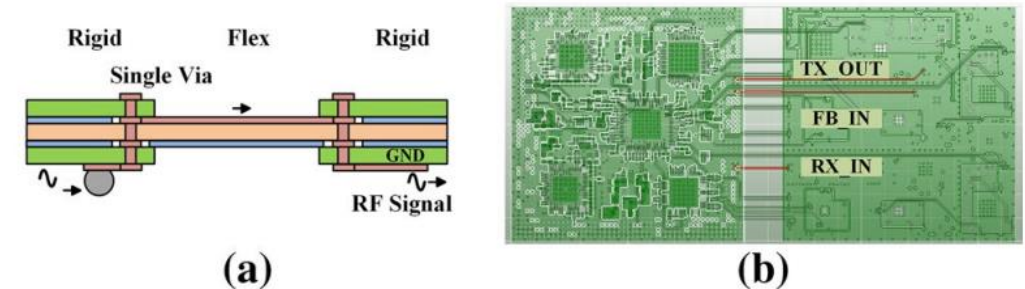 Rigid Flex Rigid
Single Via
GND
RF Signal
(a)
TX_OUT
FB_IN
RX_IN
(b)